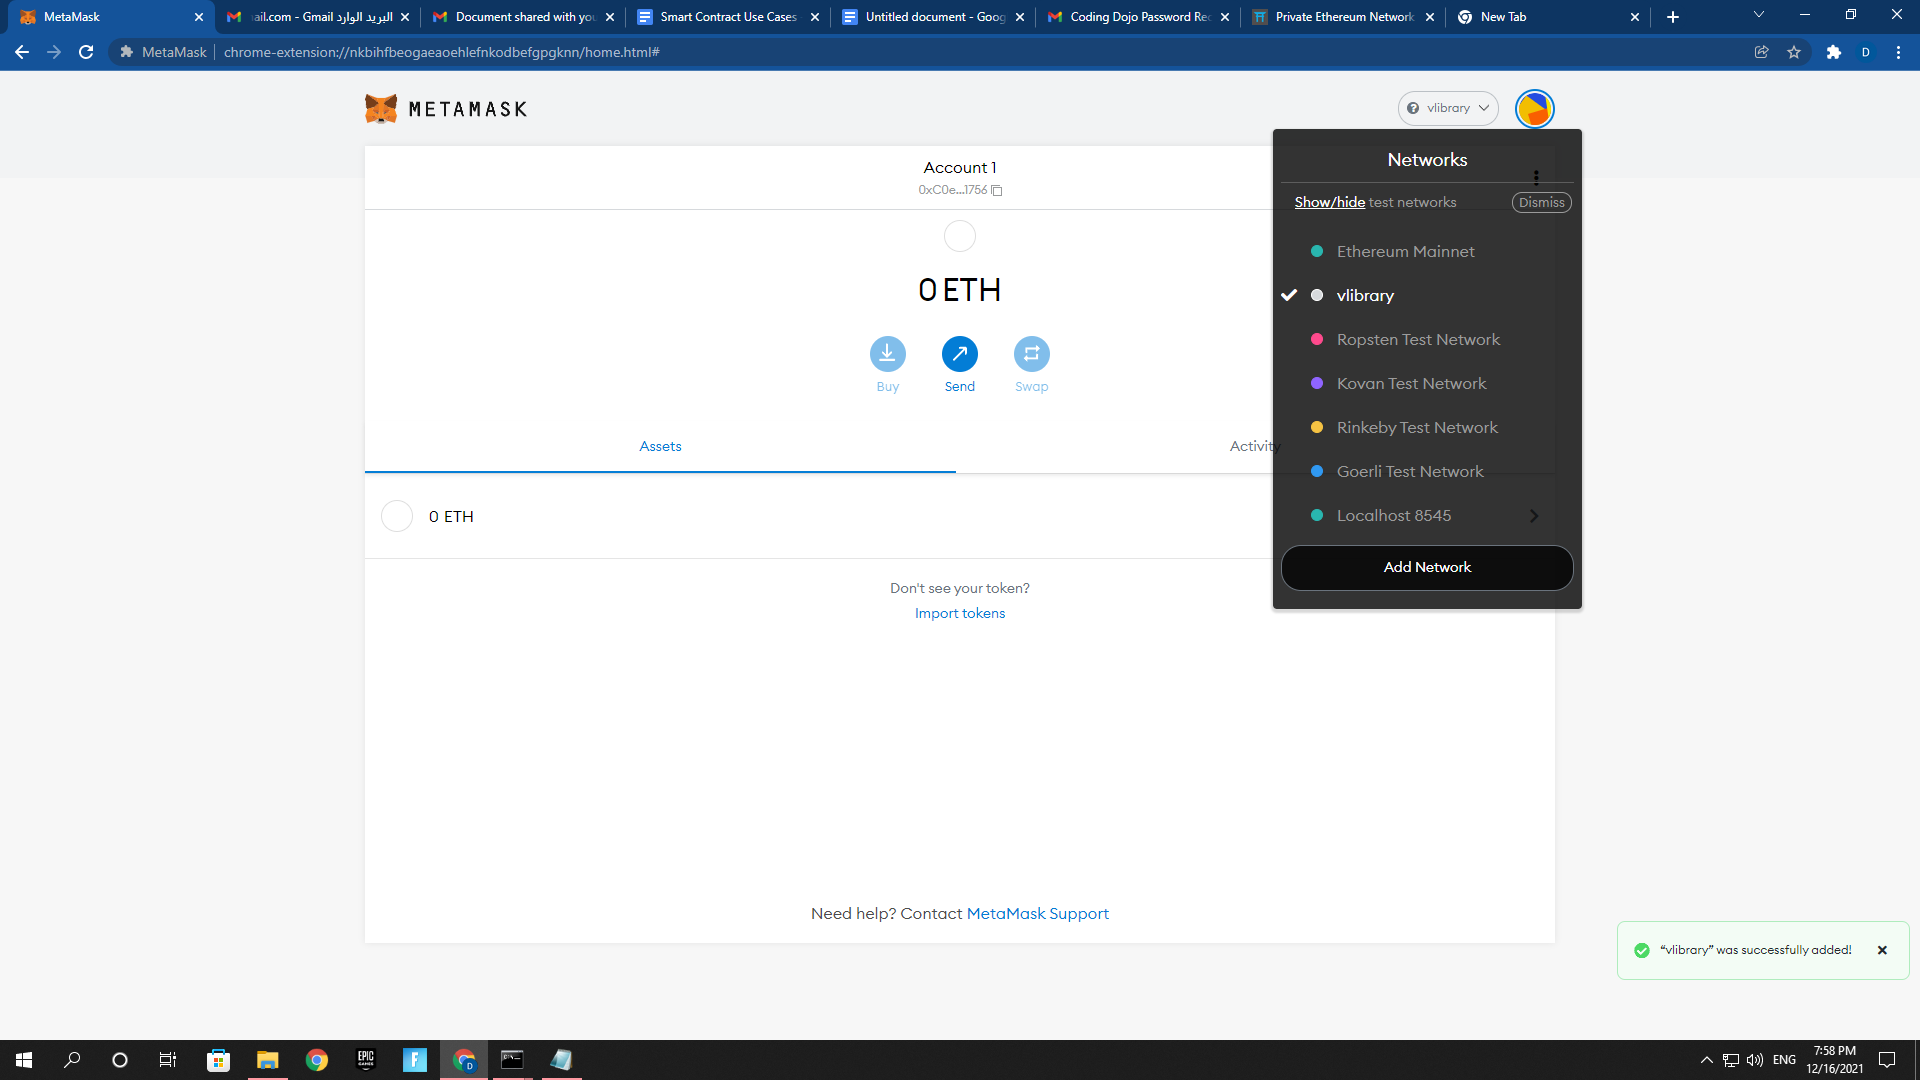 MetaMask
ail.com - Gmail البريد الوارد
Document shared with you
Smart Contract Use Cases
Untitled document - Goog
Coding Dojo Password Rec
Private Ethereum Network
New Tab
MetaMask
chrome-extension://nkbihfbeogaeaoehlefnkodbefgpgknn/home.html#
D
METAMASK
vlibrary
Account 1
0xC0e...1756
0 ETH
Buy
Send
Swap
Assets
Activity
0 ETH
Don't see your token?
Import tokens
Need help? Contact MetaMask Support
Networks
Show/hide test networks
Dismiss
Ethereum Mainnet
vlibrary
Ropsten Test Network
Kovan Test Network
Rinkeby Test Network
Goerli Test Network
Localhost 8545
Add Network
“vlibrary” was successfully added!
EPIC
GAMES
F
D
C:\_
ENG
7:58 PM
12/16/2021